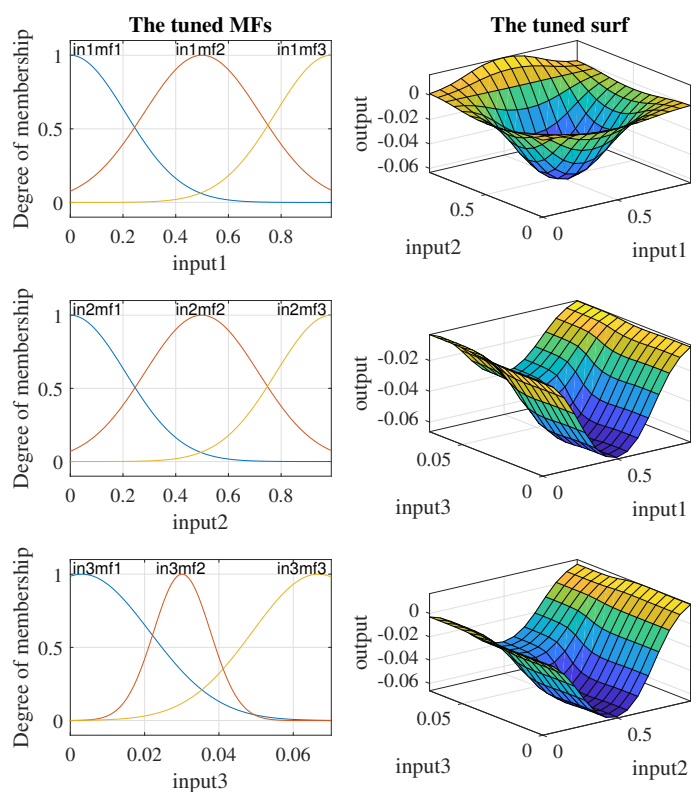 The tuned MFs
in1mf1 in1mf2 in1mf3
1
0.5
0
Degree of membership
0 0.2 0.4 0.6 0.8
input1
The tuned surf
0
-0.02
-0.04
-0.06
output
0.5
0
input2
0
0.5
input1
in2mf1 in2mf2 in2mf3
1
0.5
0
Degree of membership
0 0.2 0.4 0.6 0.8
input2
-0.02
-0.04
-0.06
output
0.05
0
input3
0
0.5
input1
in3mf1 in3mf2 in3mf3
1
0.5
0
Degree of membership
0 0.02 0.04 0.06
input3
0
-0.02
-0.04
-0.06
output
0.05
0
input3
0
0.5
input2